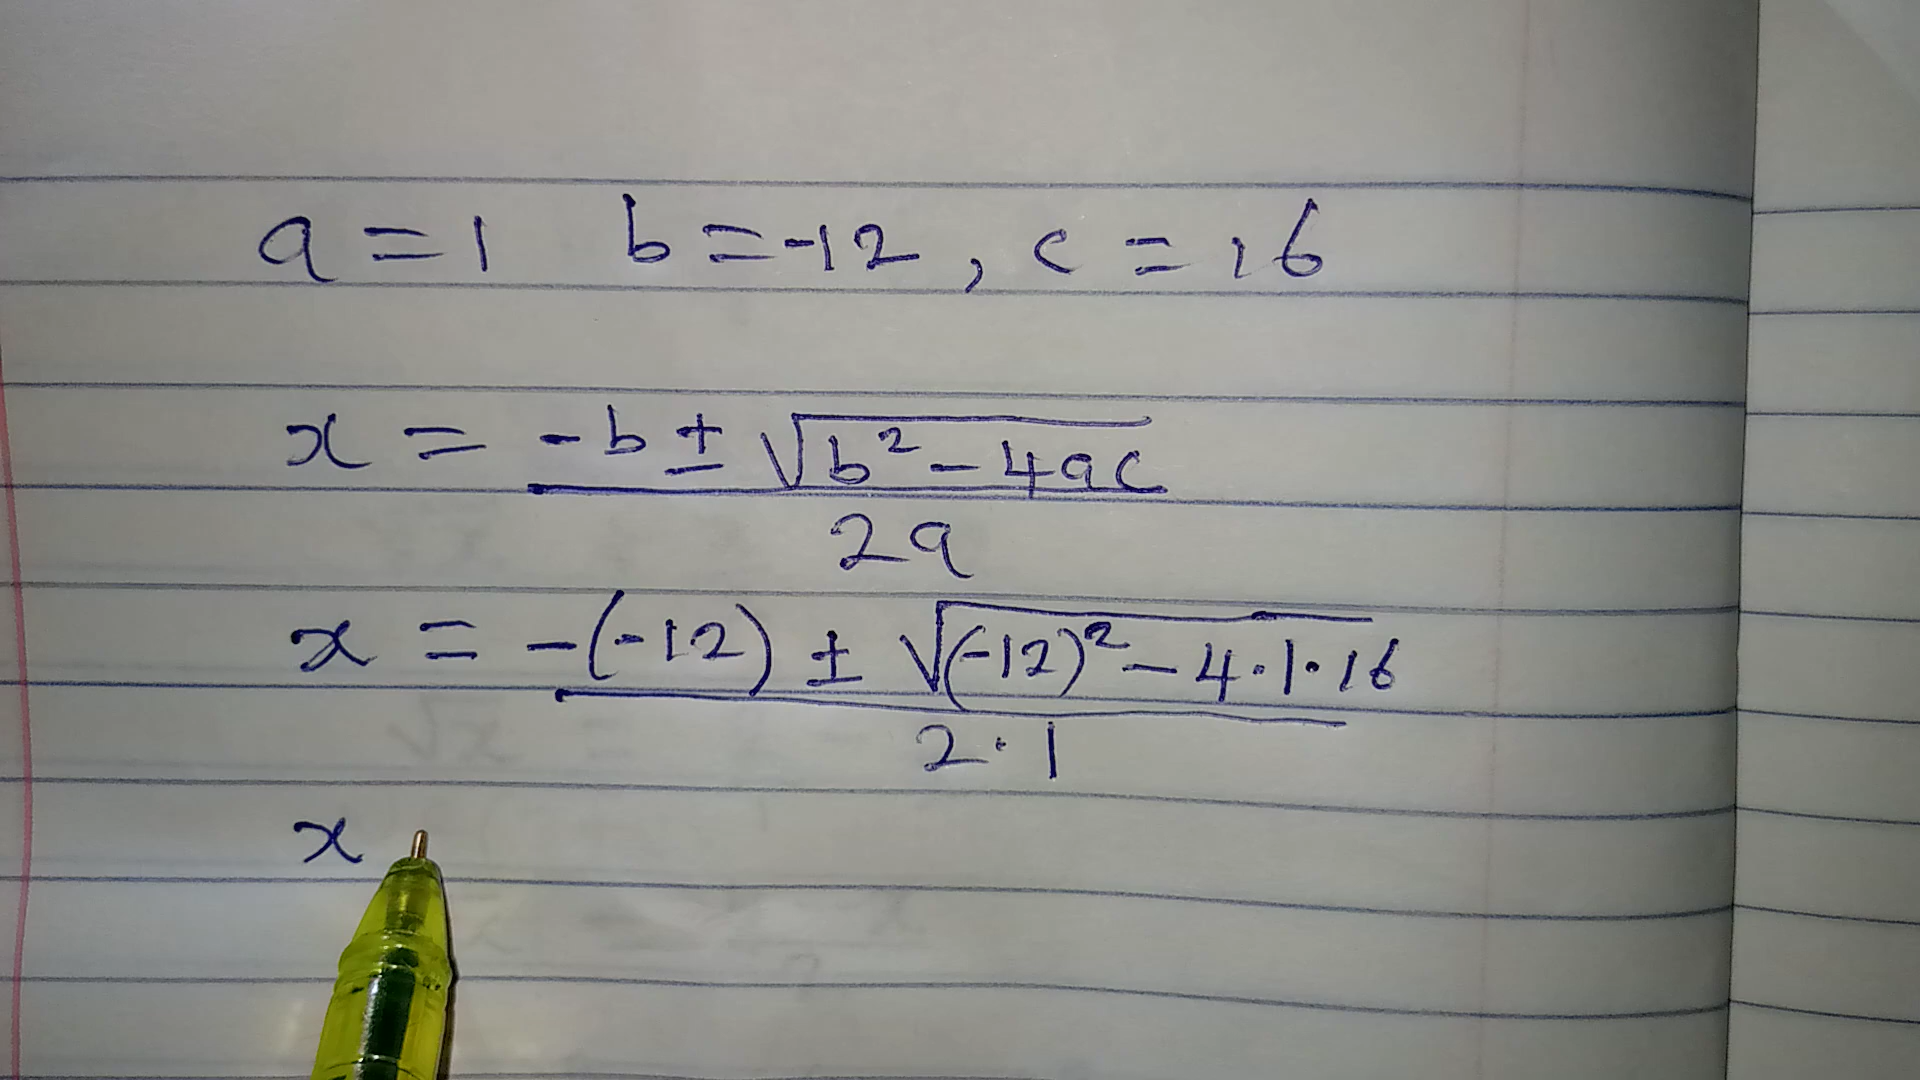 a = 1 b = -12, c = 16
x = -b ± √b² - 4ac
2a
x = -(-12) ± √(-12)² - 4·1·16
2·1
x